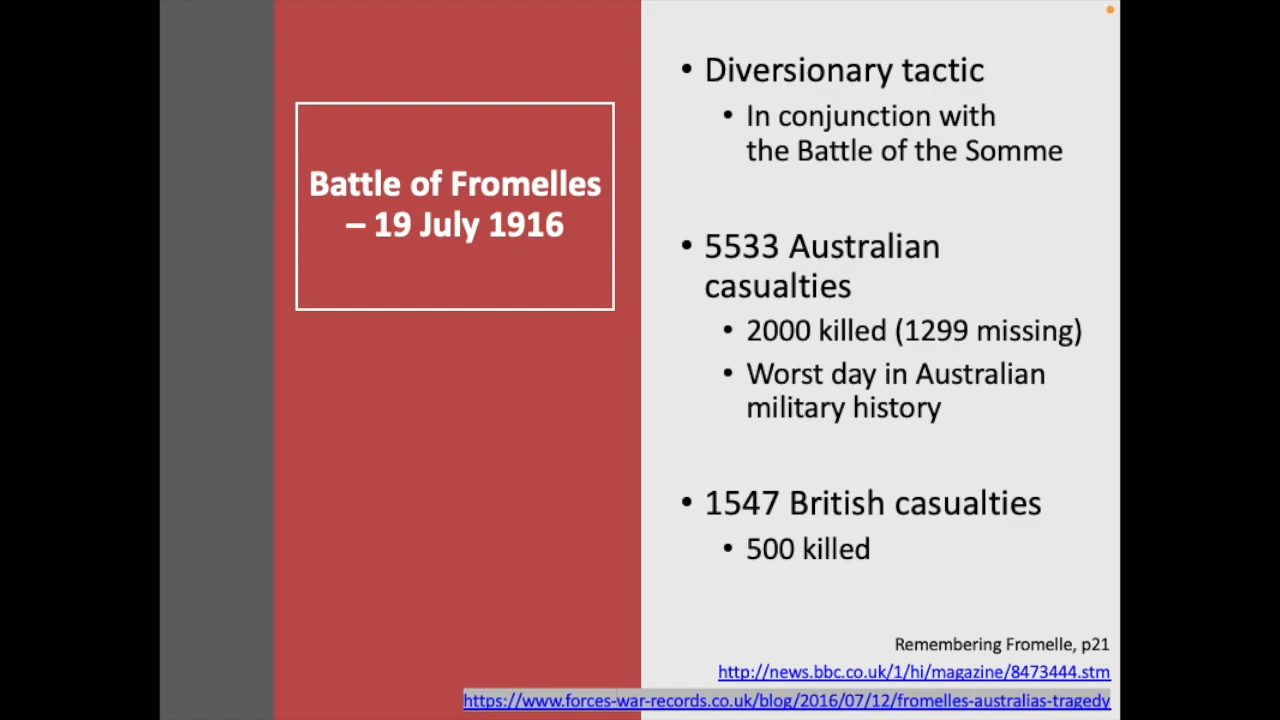 Battle of Fromelles
– 19 July 1916
• Diversionary tactic
• In conjunction with
the Battle of the Somme
• 5533 Australian
casualties
• 2000 killed (1299 missing)
• Worst day in Australian
military history
• 1547 British casualties
• 500 killed
Remembering Fromelle, p21
http://news.bbc.co.uk/1/hi/magazine/8473444.stm
https://www.forces-war-records.co.uk/blog/2016/07/12/fromelles-australias-tragedy